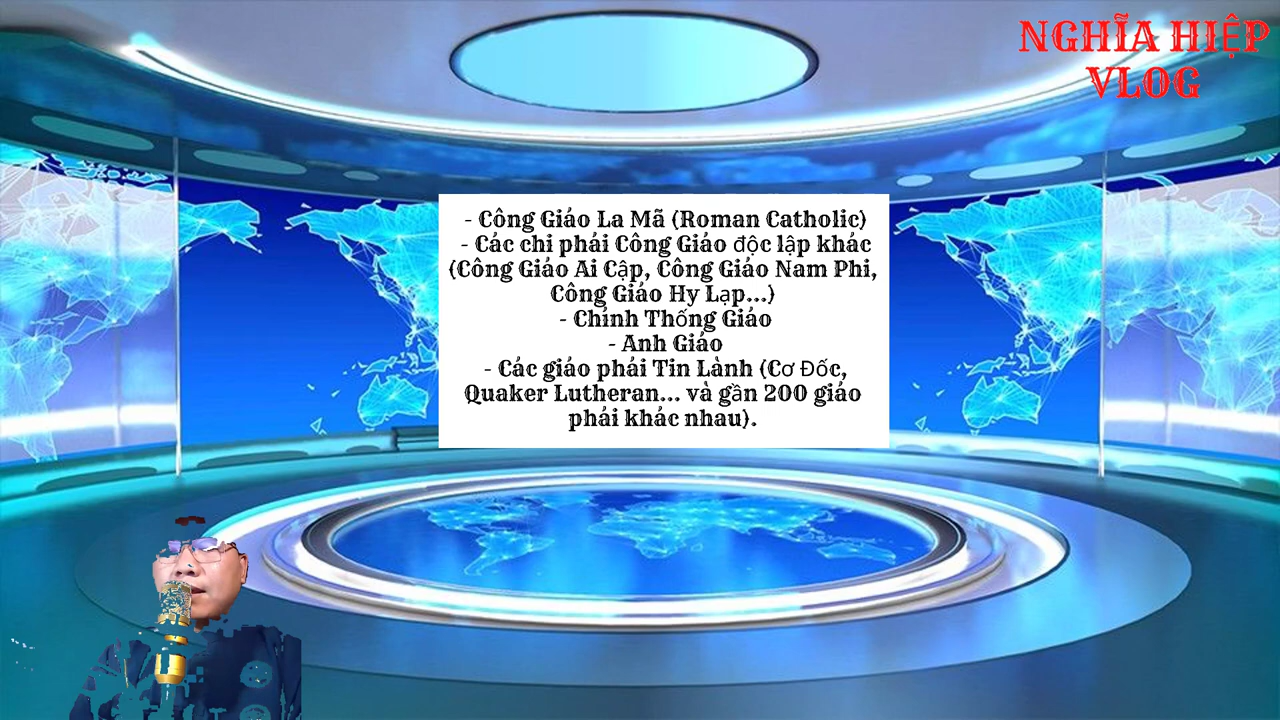 NGHĨA HIỆP
VLOG
- Công Giáo La Mã (Roman Catholic)
- Các chi phái Công Giáo độc lập khác
(Công Giáo Ai Cập, Công Giáo Nam Phi,
Công Giáo Hy Lạp...)
- Chính Thống Giáo
- Anh Giáo
- Các giáo phái Tin Lành (Cơ Đốc,
Quaker Lutheran... và gần 200 giáo
phái khác nhau).